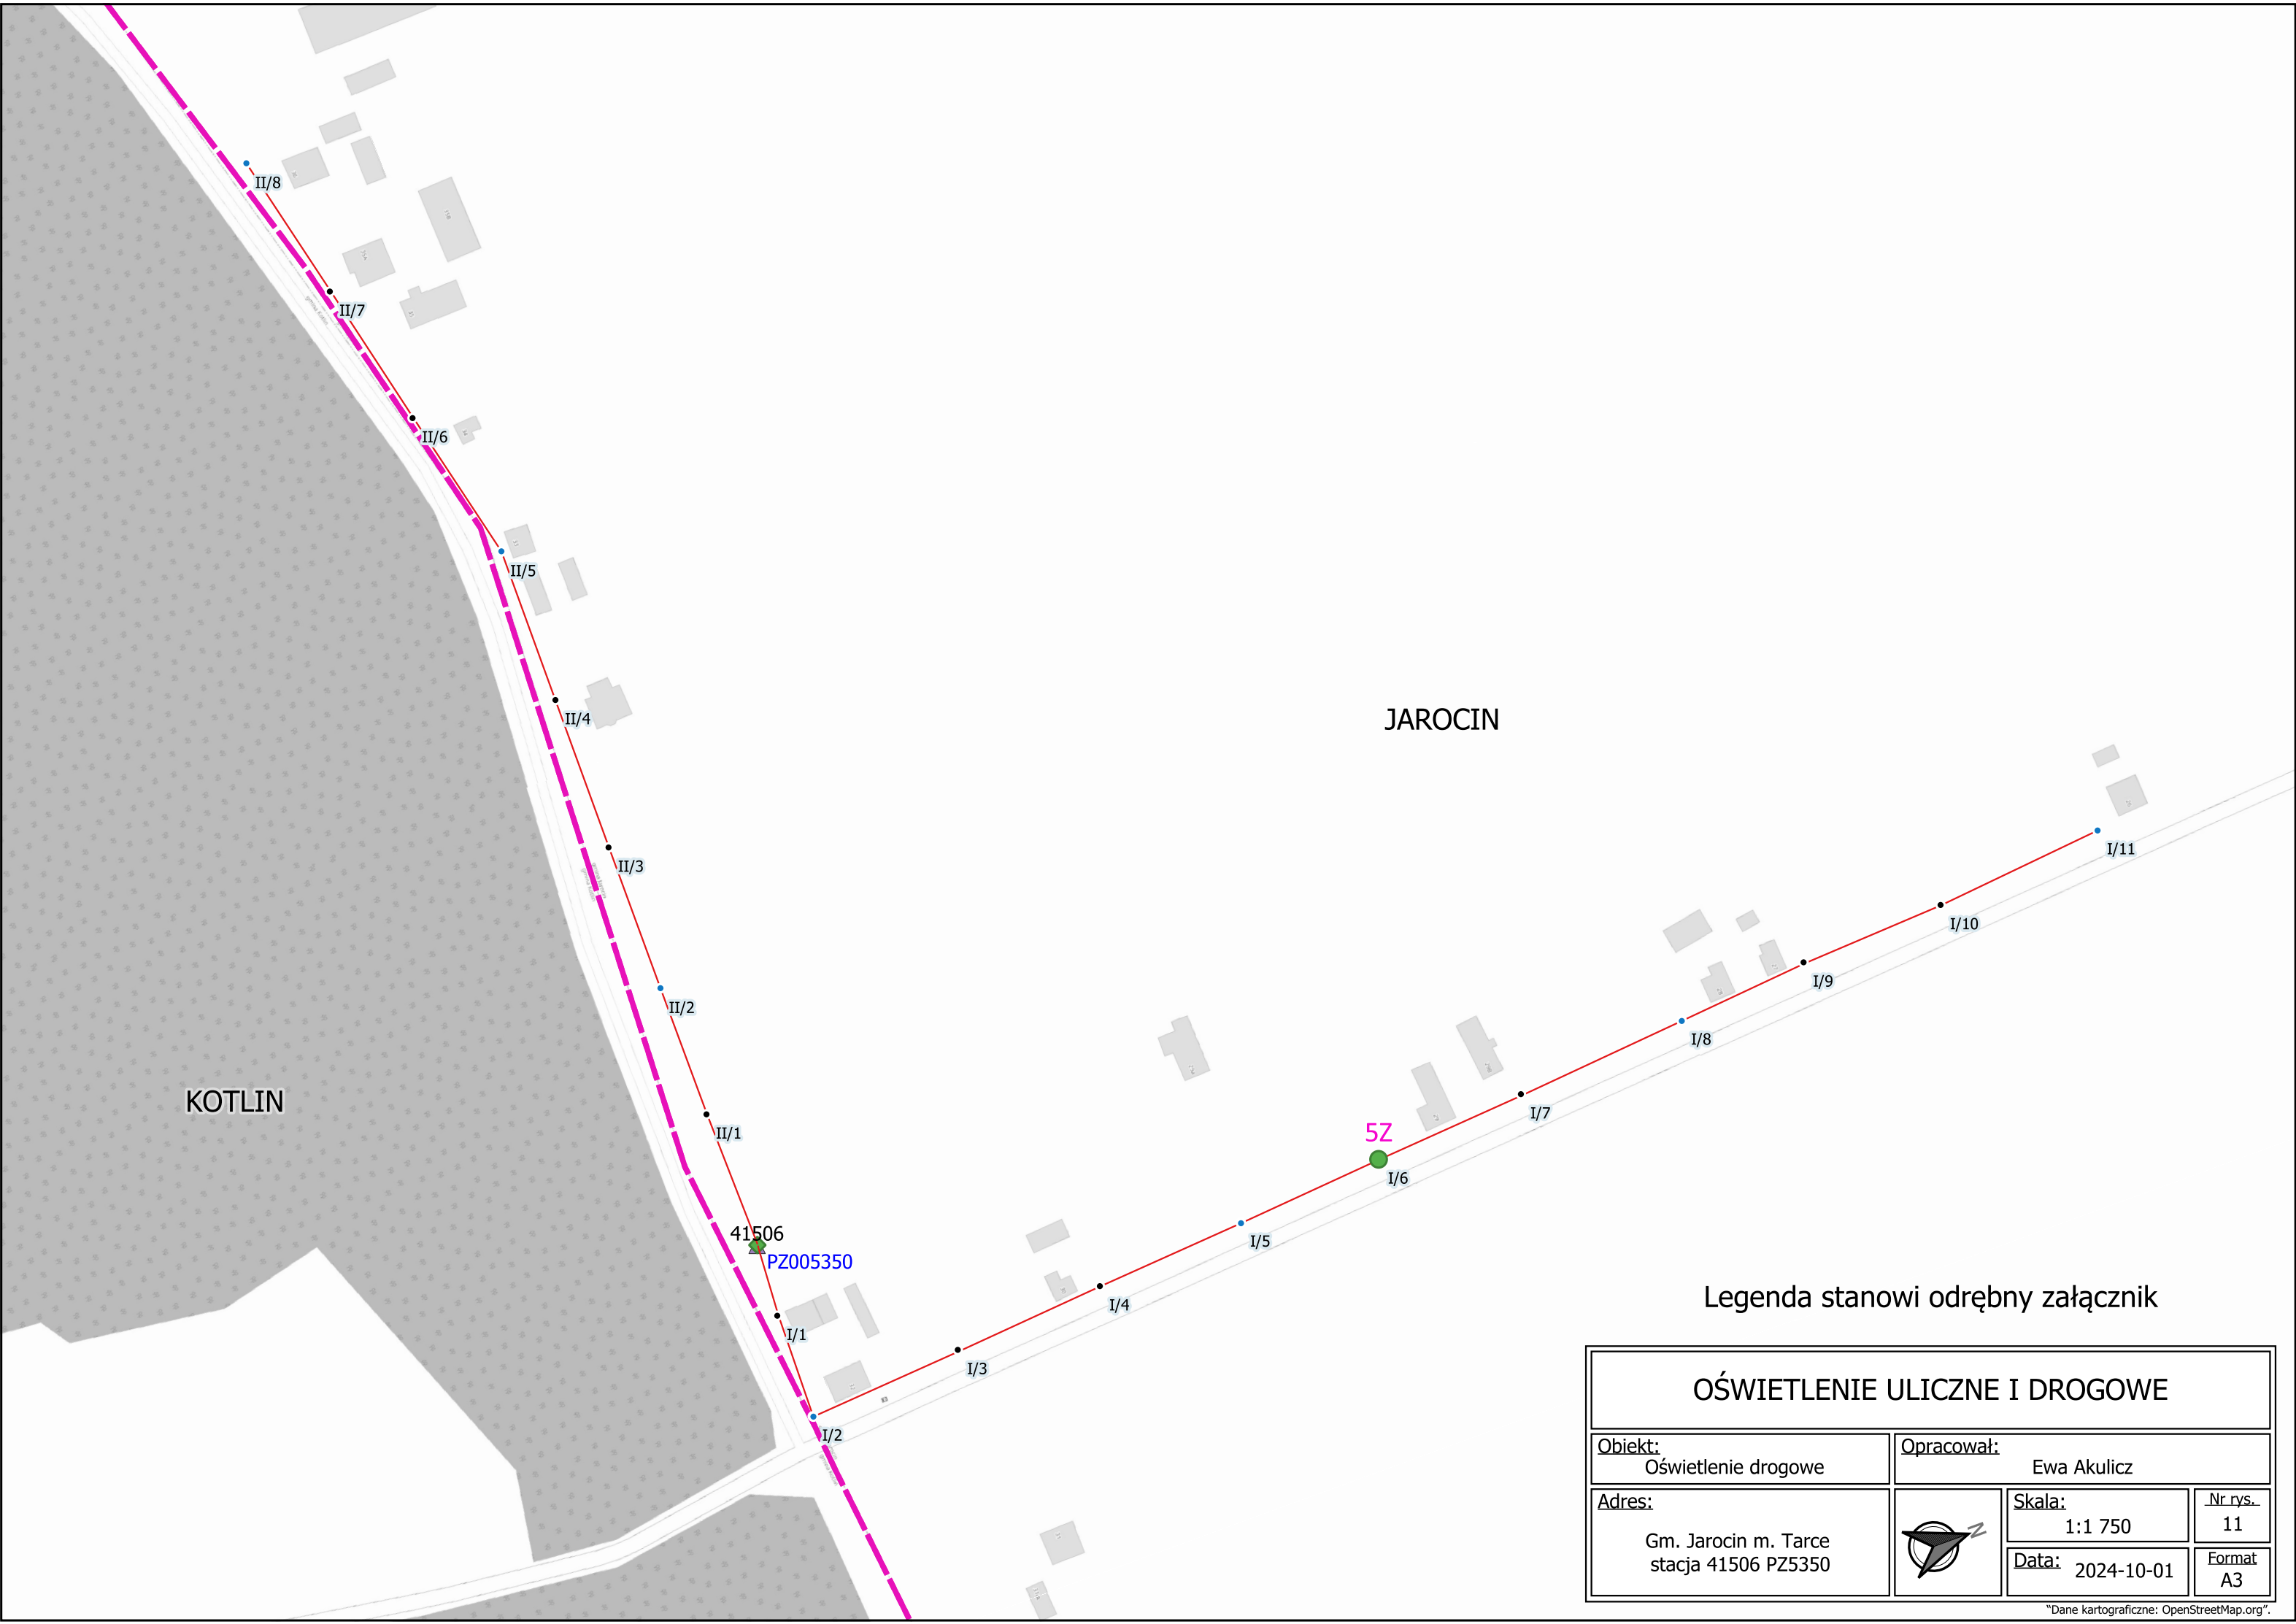 II/8
II/7
II/6
II/5
II/4
JAROCIN
II/3
I/11
I/10
I/9
II/2
I/8
KOTLIN
I/7
II/1
5Z
I/6
41506
PZ005350
I/5
I/4
I/1
I/3
I/2
Legenda stanowi odrębny załącznik
OŚWIETLENIE ULICZNE I DROGOWE
Obiekt:
Oświetlenie drogowe
Opracował:
Ewa Akulicz
Adres:
Gm. Jarocin m. Tarce
stacja 41506 PZ5350
N
Skala:
1:1 750
Nr rys.
11
Data: 2024-10-01
Format
A3
"Dane kartograficzne: OpenStreetMap.org".